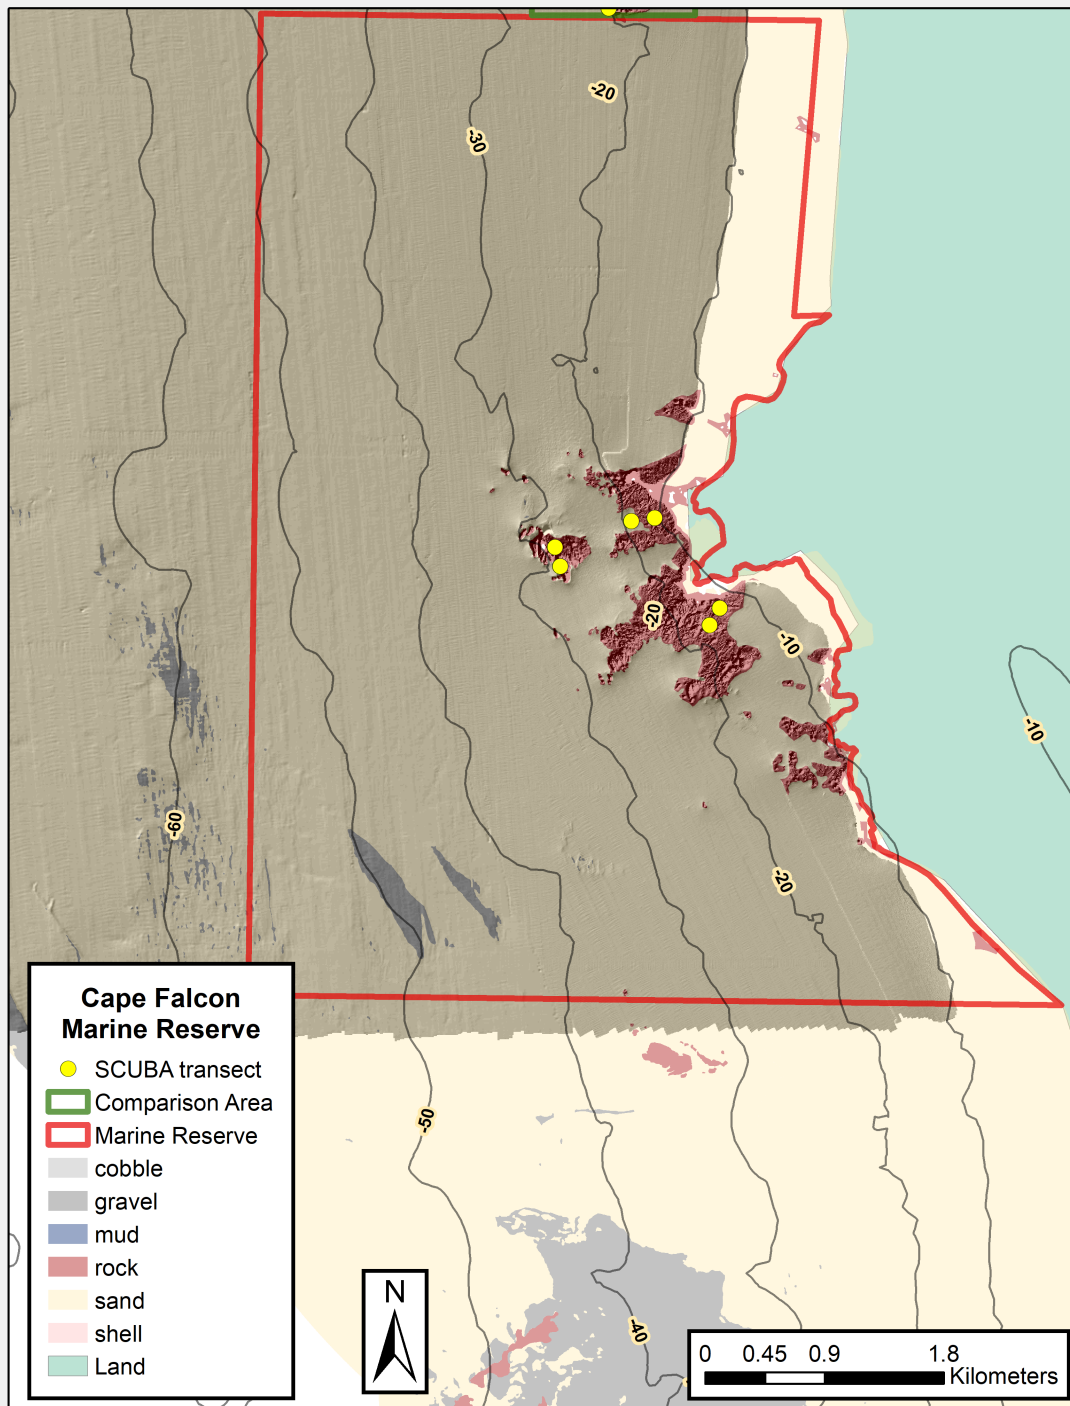 -20
-30
-20
-10
-10
-60
-20
Cape Falcon
Marine Reserve
SCUBA transect
Comparison Area
Marine Reserve
cobble
gravel
mud
rock
sand
shell
Land
-50
N
-40
0 0.45 0.9 1.8
Kilometers